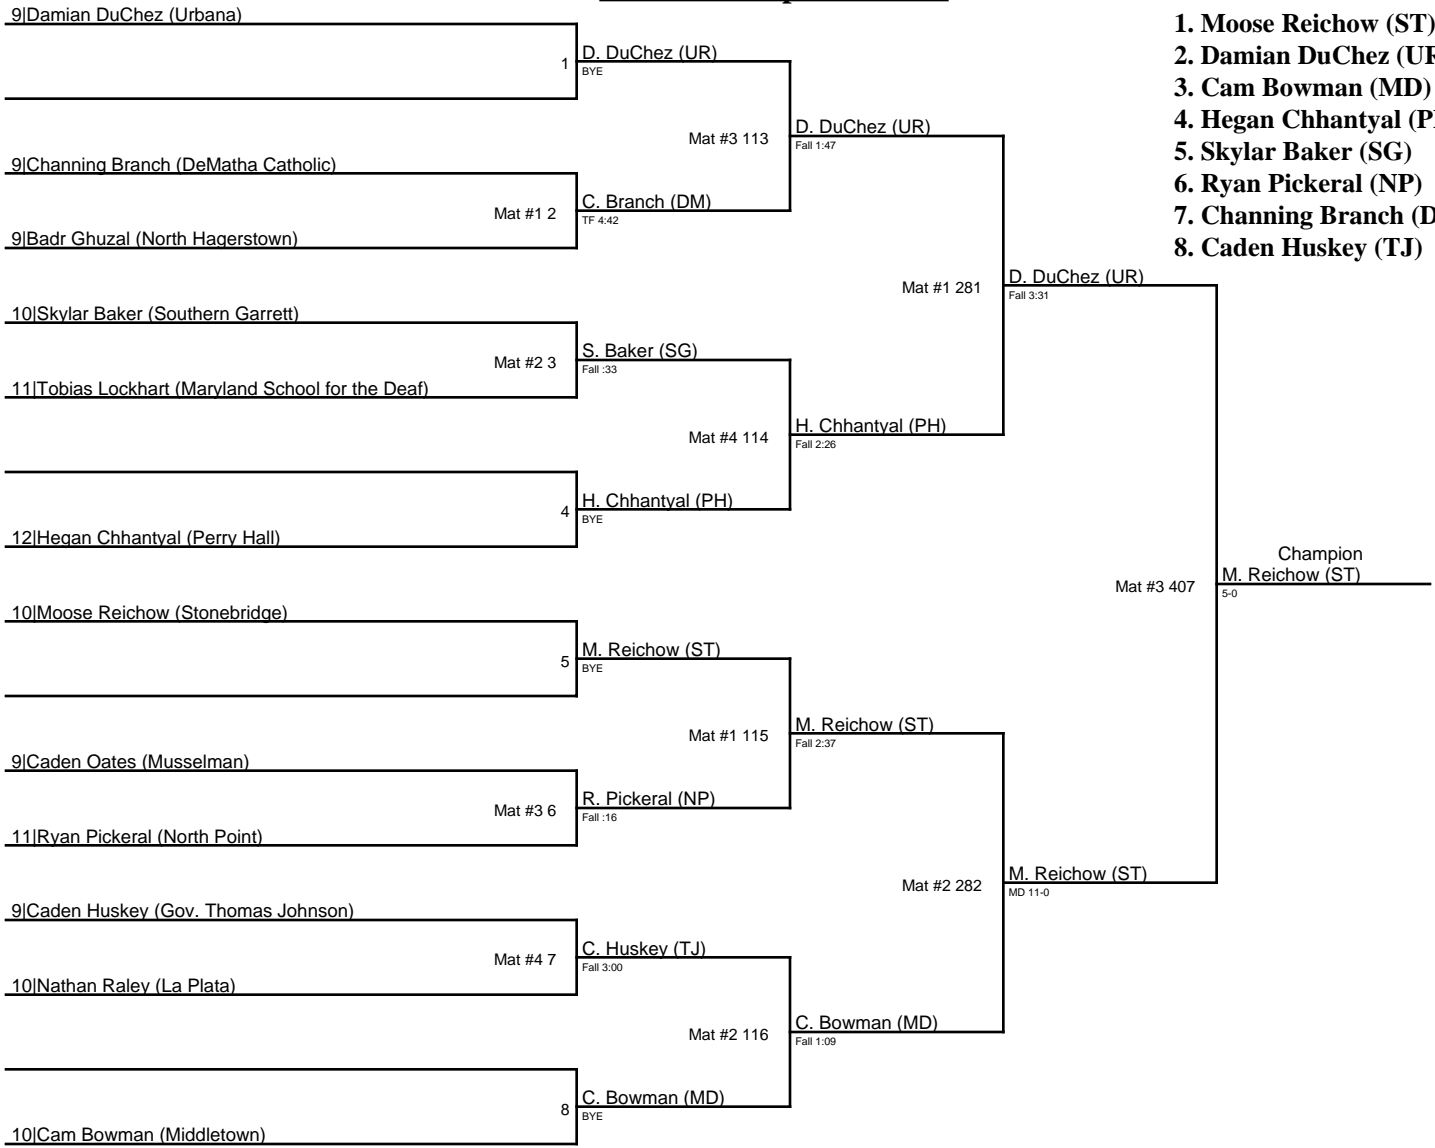 9|Damian DuChez (Urbana)
1
D. DuChez (UR)
BYE
Mat #3 113
D. DuChez (UR)
Fall 1:47
9|Channing Branch (DeMatha Catholic)
Mat #1 2
C. Branch (DM)
TF 4:42
9|Badr Ghuzal (North Hagerstown)
Mat #1 281
D. DuChez (UR)
Fall 3:31
10|Skylar Baker (Southern Garrett)
Mat #2 3
S. Baker (SG)
Fall :33
11|Tobias Lockhart (Maryland School for the Deaf)
Mat #4 114
H. Chhantyal (PH)
Fall 2:26
4
H. Chhantyal (PH)
BYE
12|Hegan Chhantyal (Perry Hall)
Champion
Mat #3 407
M. Reichow (ST)
5-0
10|Moose Reichow (Stonebridge)
5
M. Reichow (ST)
BYE
Mat #1 115
M. Reichow (ST)
Fall 2:37
9|Caden Oates (Musselman)
Mat #3 6
R. Pickeral (NP)
Fall :16
11|Ryan Pickeral (North Point)
Mat #2 282
M. Reichow (ST)
MD 11-0
9|Caden Huskey (Gov. Thomas Johnson)
Mat #4 7
C. Huskey (TJ)
Fall 3:00
10|Nathan Raley (La Plata)
Mat #2 116
C. Bowman (MD)
Fall 1:09
8
C. Bowman (MD)
BYE
10|Cam Bowman (Middletown)
1. Moose Reichow (ST)
2. Damian DuChez (UR
3. Cam Bowman (MD)
4. Hegan Chhantyal (P
5. Skylar Baker (SG)
6. Ryan Pickeral (NP)
7. Channing Branch (D
8. Caden Huskey (TJ)